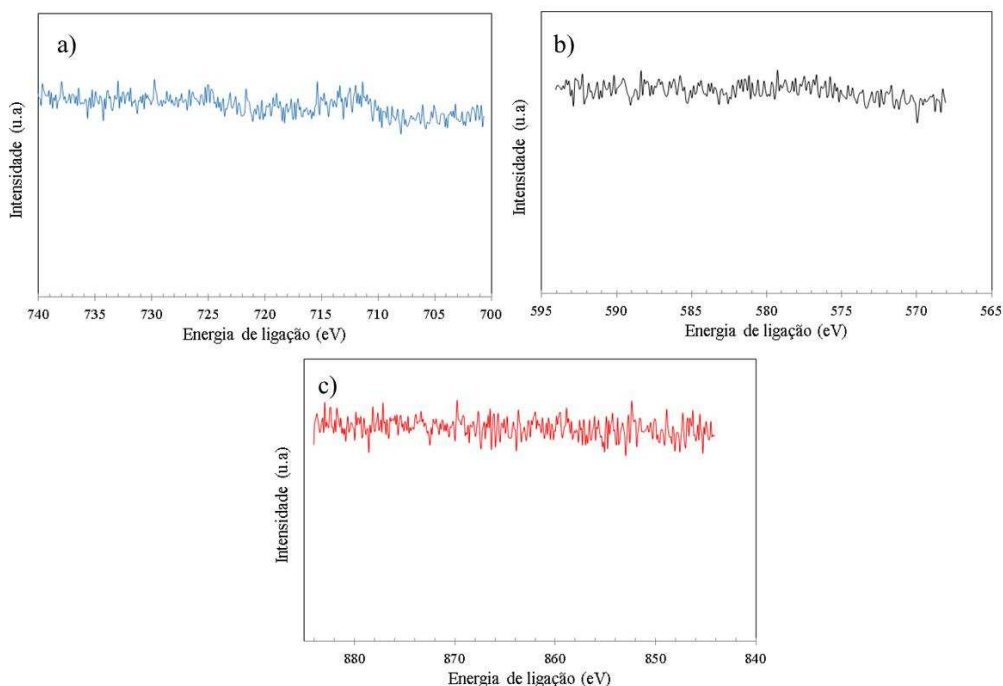 a)
Intensidade (u.a)
740 735 730 725 720 715 710 705 700
Energia de ligação (eV)
b)
Intensidade (u.a)
595 590 585 580 575 570 565
Energia de ligação (eV)
c)
Intensidade (u.a)
880 870 860 850 840
Energia de ligação (eV)